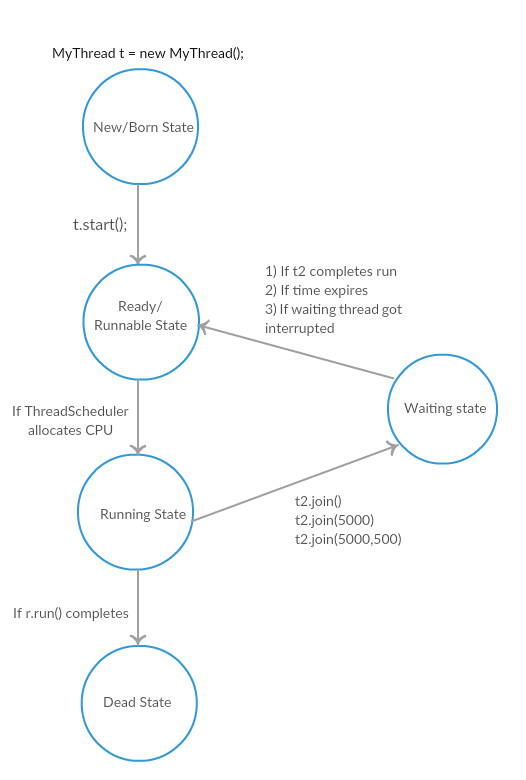 MyThread t = new MyThread();
New/Born State
t.start();
1) If t2 completes run
2) If time expires
3) If waiting thread got
interrupted
Ready/
Runnable State
If ThreadScheduler
allocates CPU
Waiting state
Running State
t2.join()
t2.join(5000)
t2.join(5000,500)
If r.run() completes
Dead State